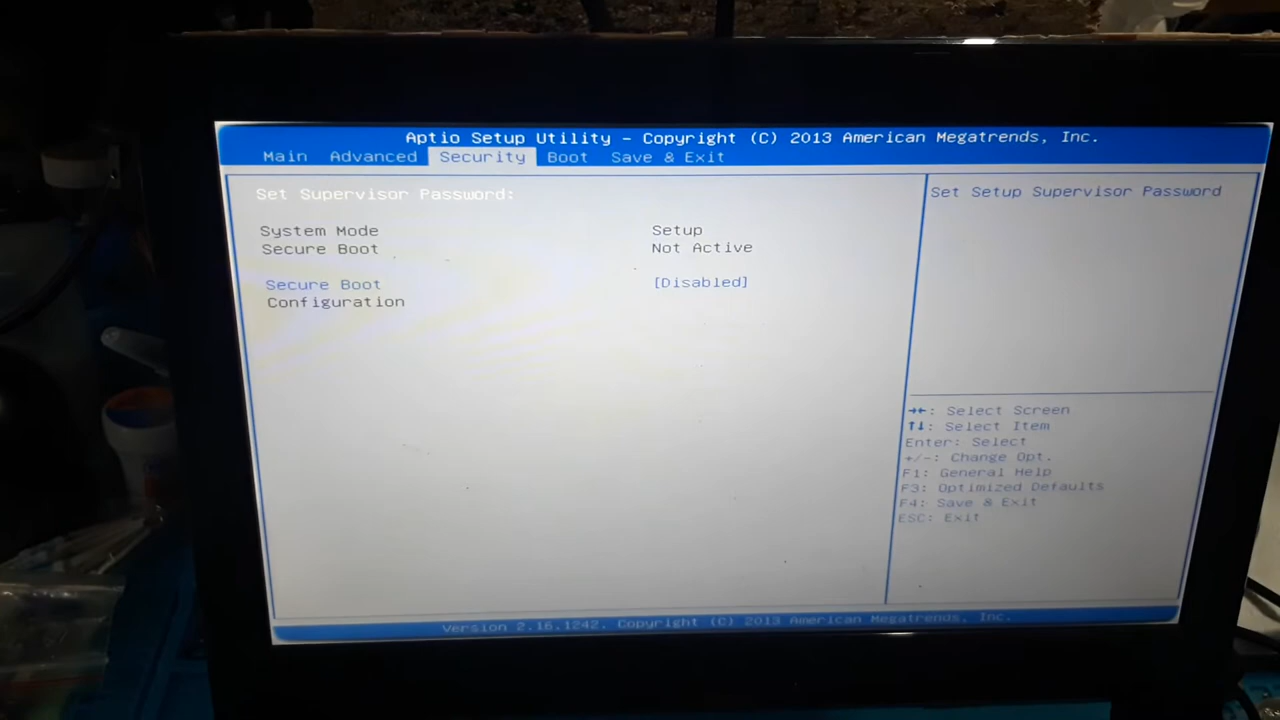 Aptio Setup Utility - Copyright (C) 2013 American Megatrends, Inc.
Main Advanced Security Boot Save & Exit
Set Supervisor Password:
System Mode Setup
Secure Boot Not Active
Secure Boot [Disabled]
Configuration
Set Setup Supervisor Password
→←: Select Screen
↑↓: Select Item
Enter: Select
+/-: Change Opt.
F1: General Help
F3: Optimized Defaults
F4: Save & Exit
ESC: Exit
Version 2.16.1242. Copyright (C) 2013 American Megatrends, Inc.